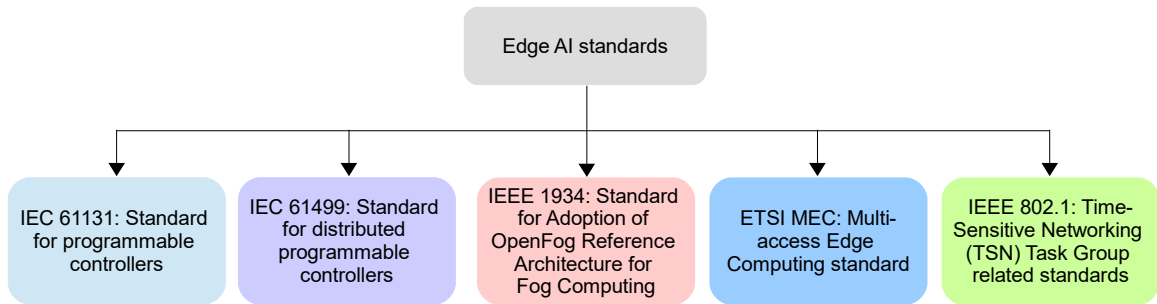 Edge AI standards
IEC 61131: Standard
for programmable
controllers
IEC 61499: Standard
for distributed
programmable
controllers
IEEE 1934: Standard
for Adoption of
OpenFog Reference
Architecture for
Fog Computing
ETSI MEC: Multi-
access Edge
Computing standard
IEEE 802.1: Time-
Sensitive Networking
(TSN) Task Group
related standards